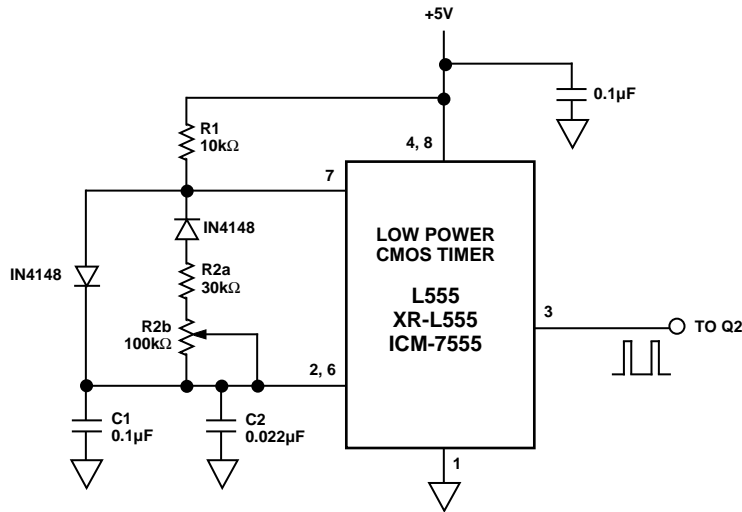 +5V
0.1µF
R1
10kΩ
4, 8
7
IN4148
LOW POWER
CMOS TIMER
IN4148
R2a
30kΩ
L555
XR-L555
ICM-7555
3
TO Q2
R2b
100kΩ
2, 6
C1
0.1µF
C2
0.022µF
1